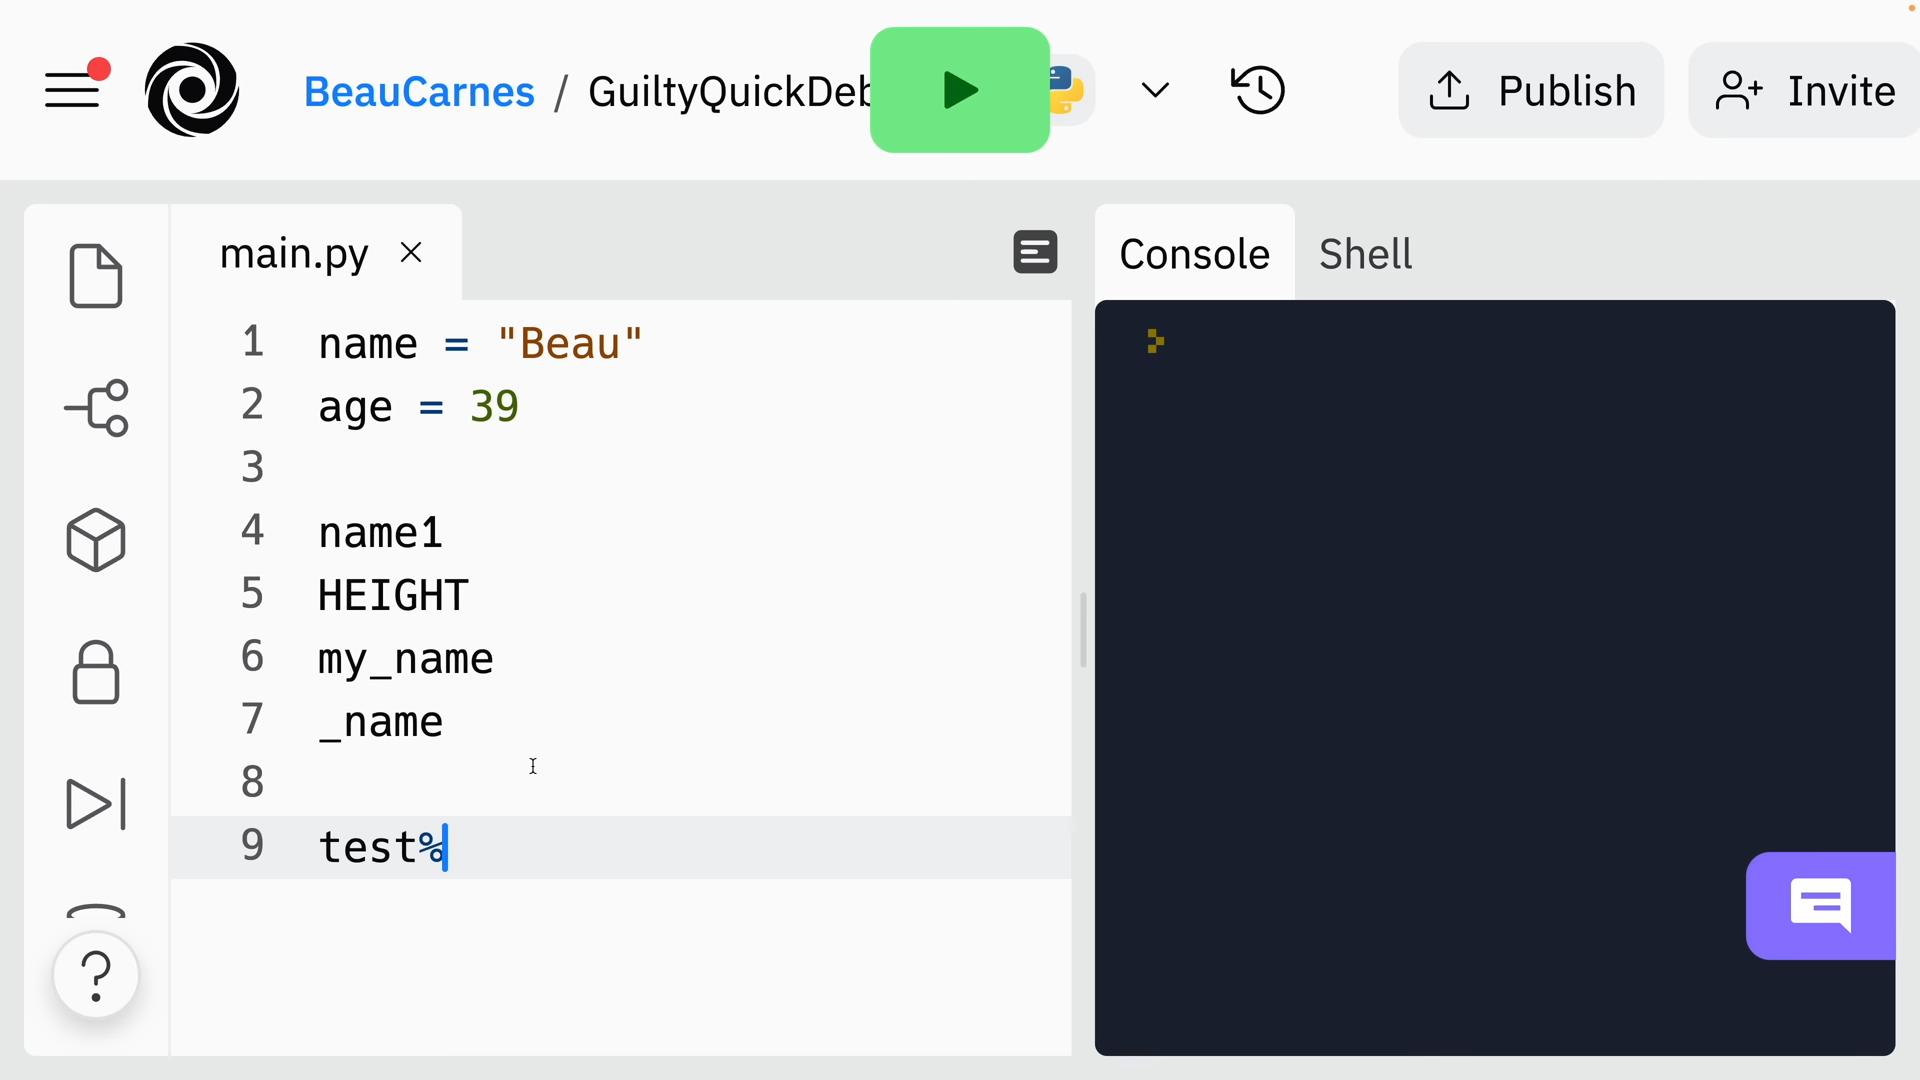 BeauCarnes / GuiltyQuickDeb
Publish
Invite
main.py
Console
Shell
1 name = "Beau"
2 age = 39
3
4 name1
5 HEIGHT
6 my_name
7 _name
8
9 test%